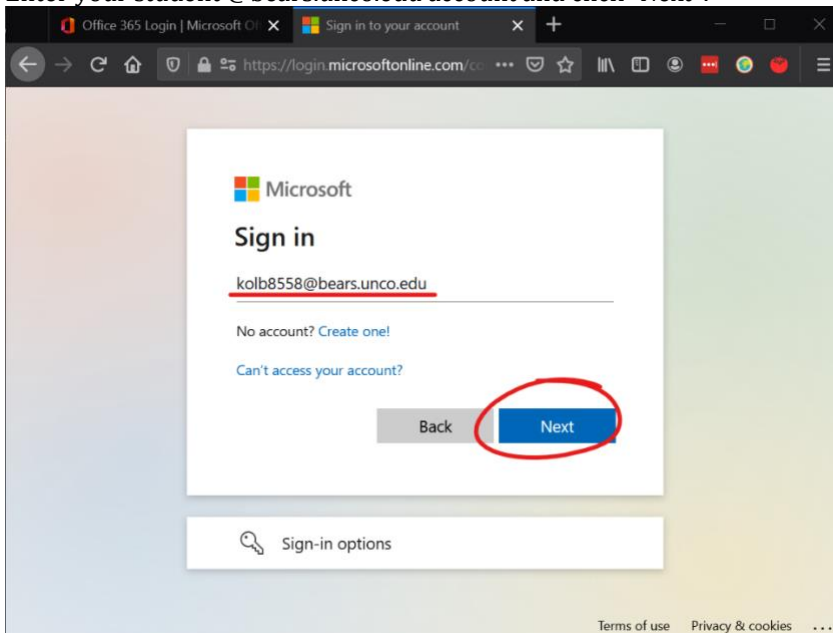 Enter your student @bears.unco.edu account and click "Next".
Office 365 Login | Microsoft Of
Sign in to your account
https://login.microsoftonline.com/co
Microsoft
Sign in
kolb8558@bears.unco.edu
No account? Create one!
Can't access your account?
Back Next
Sign-in options
Terms of use Privacy & cookies ...